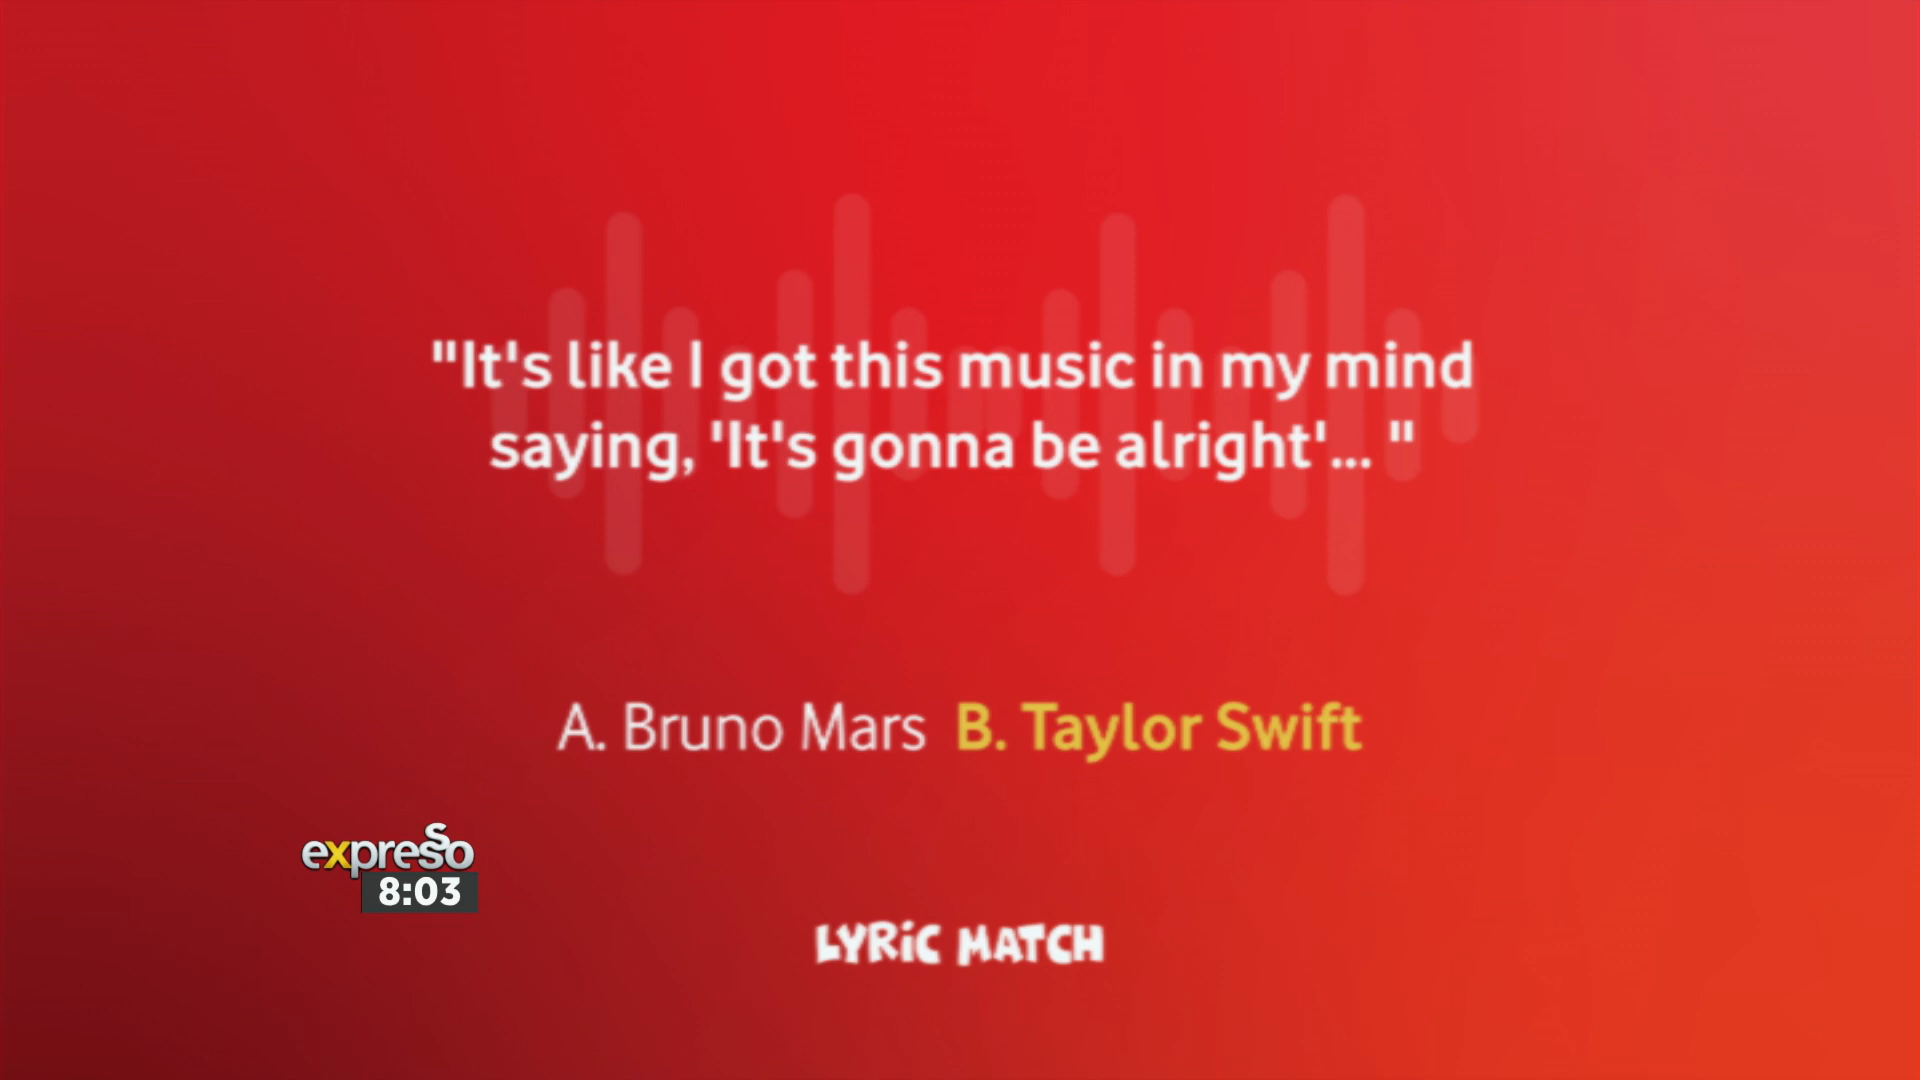 "It's like I got this music in my mind
saying, 'It's gonna be alright'... "
A. Bruno Mars B. Taylor Swift
expresso
8:03
LYRiC MATCH